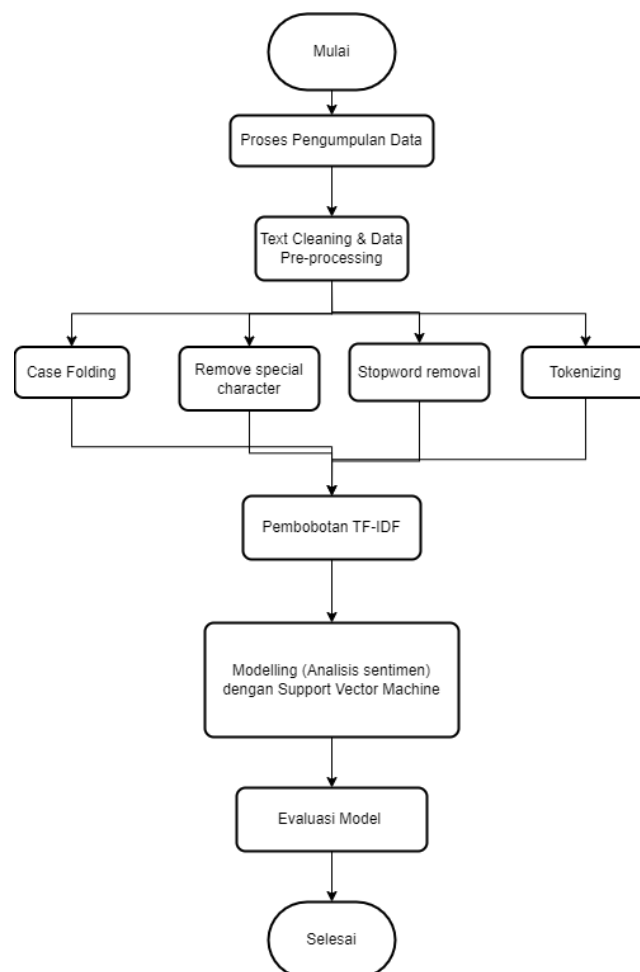 Mulai
Proses Pengumpulan Data
Text Cleaning & Data
Pre-processing
Case Folding
Remove special
character
Stopword removal
Tokenizing
Pembobotan TF-IDF
Modelling (Analisis sentimen)
dengan Support Vector Machine
Evaluasi Model
Selesai